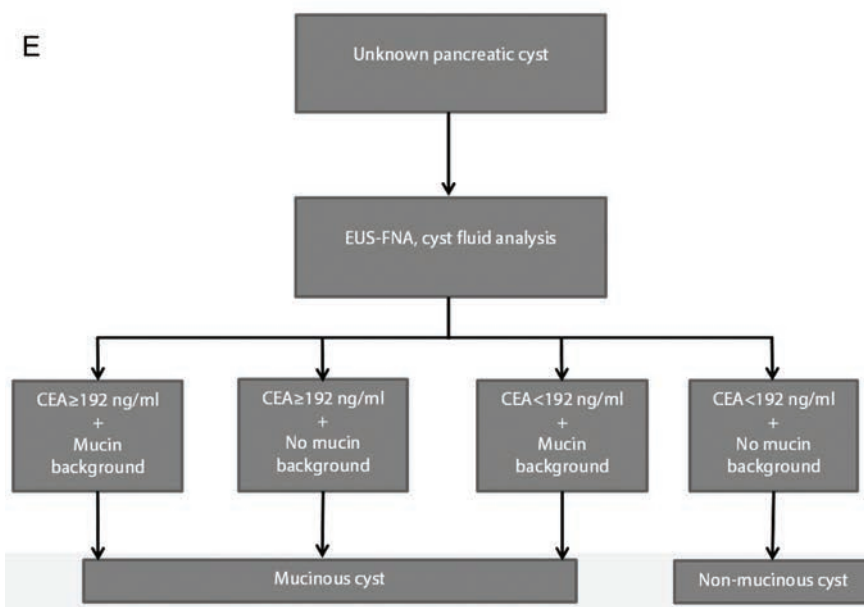 E
Unknown pancreatic cyst
EUS-FNA, cyst fluid analysis
CEA≥192 ng/ml
+
Mucin
background
CEA≥192 ng/ml
+
No mucin
background
CEA<192 ng/ml
+
Mucin
background
CEA<192 ng/ml
+
No mucin
background
Mucinous cyst
Non-mucinous cyst